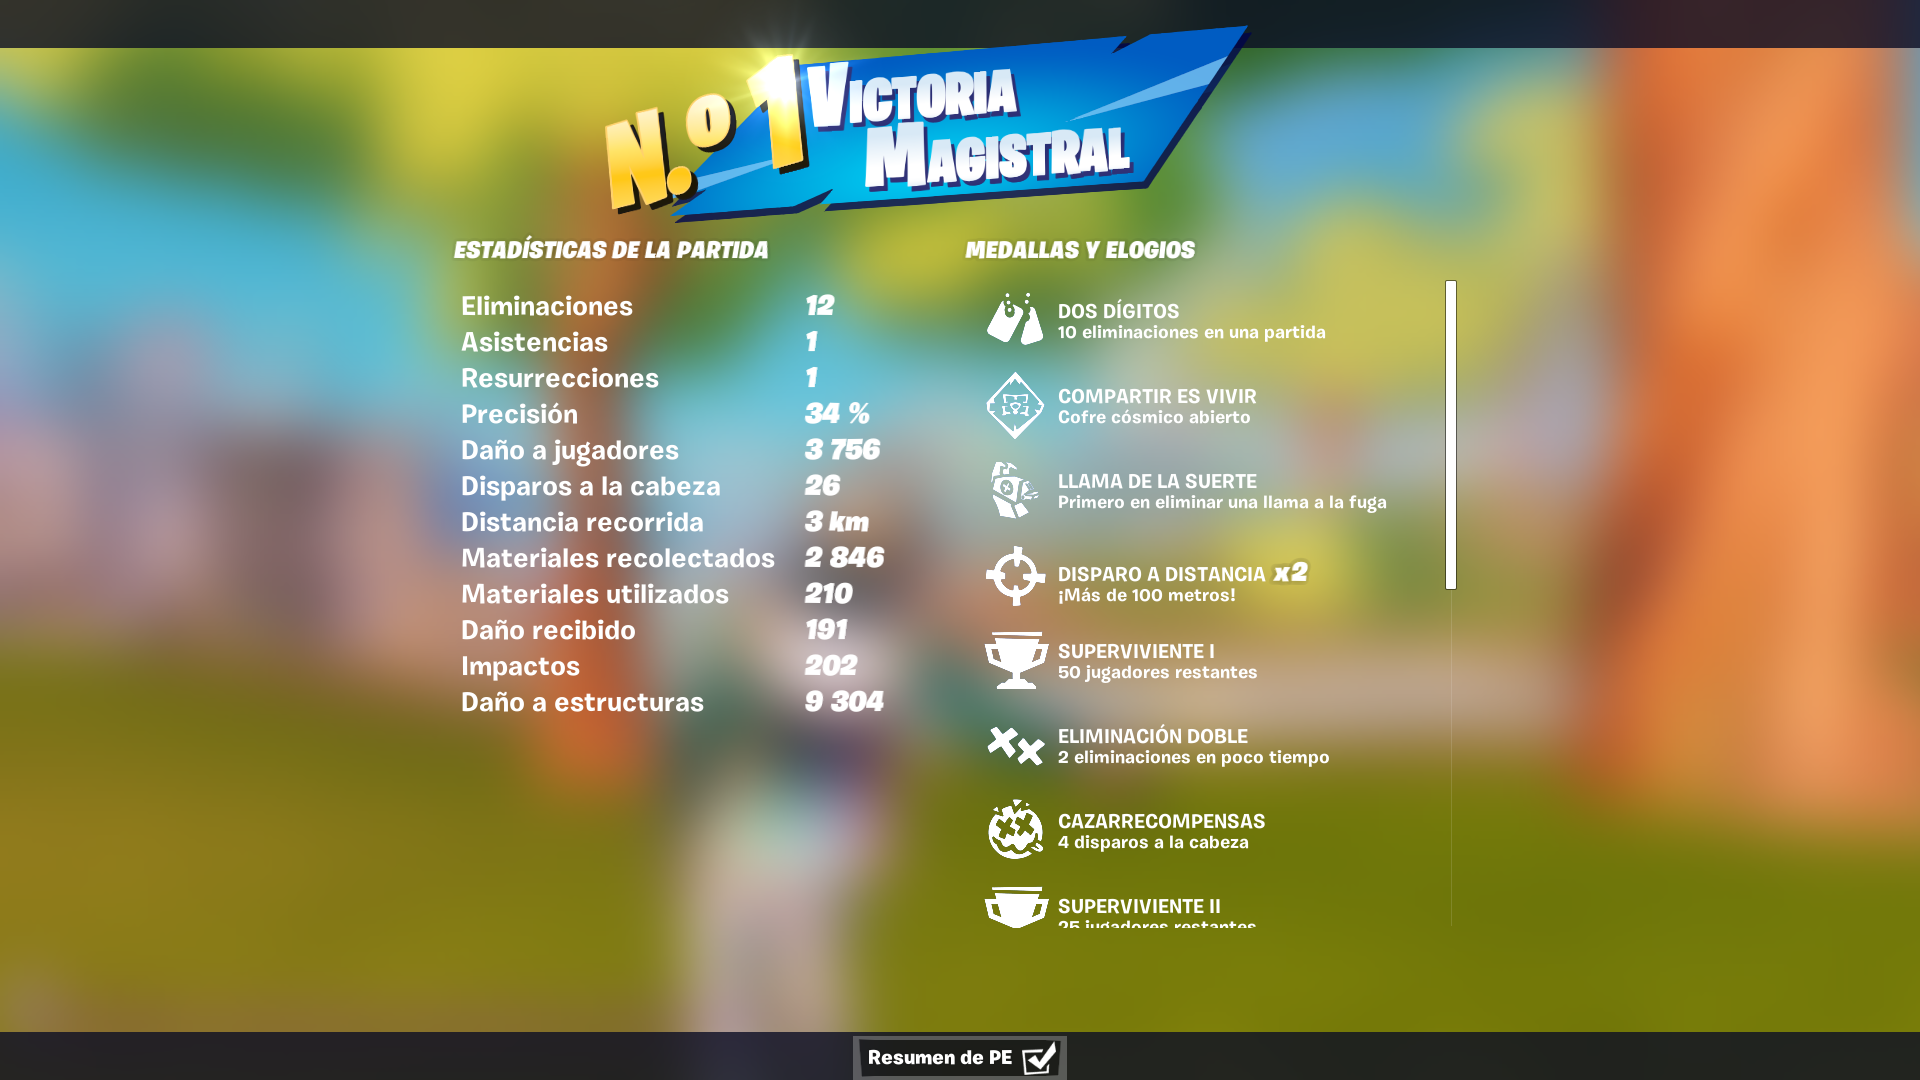 N.º 1 VICTORIA
MAGISTRAL
ESTADÍSTICAS DE LA PARTIDA
Eliminaciones 12
Asistencias 1
Resurrecciones 1
Precisión 34 %
Daño a jugadores 3 756
Disparos a la cabeza 26
Distancia recorrida 3 km
Materiales recolectados 2 846
Materiales utilizados 210
Daño recibido 191
Impactos 202
Daño a estructuras 9 304
MEDALLAS Y ELOGIOS
DOS DÍGITOS
10 eliminaciones en una partida
COMPARTIR ES VIVIR
Cofre cósmico abierto
LLAMA DE LA SUERTE
Primero en eliminar una llama a la fuga
DISPARO A DISTANCIA x2
¡Más de 100 metros!
SUPERVIVIENTE I
50 jugadores restantes
ELIMINACIÓN DOBLE
2 eliminaciones en poco tiempo
CAZARRECOMPENSAS
4 disparos a la cabeza
SUPERVIVIENTE II
25 jugadores restantes
Resumen de PE